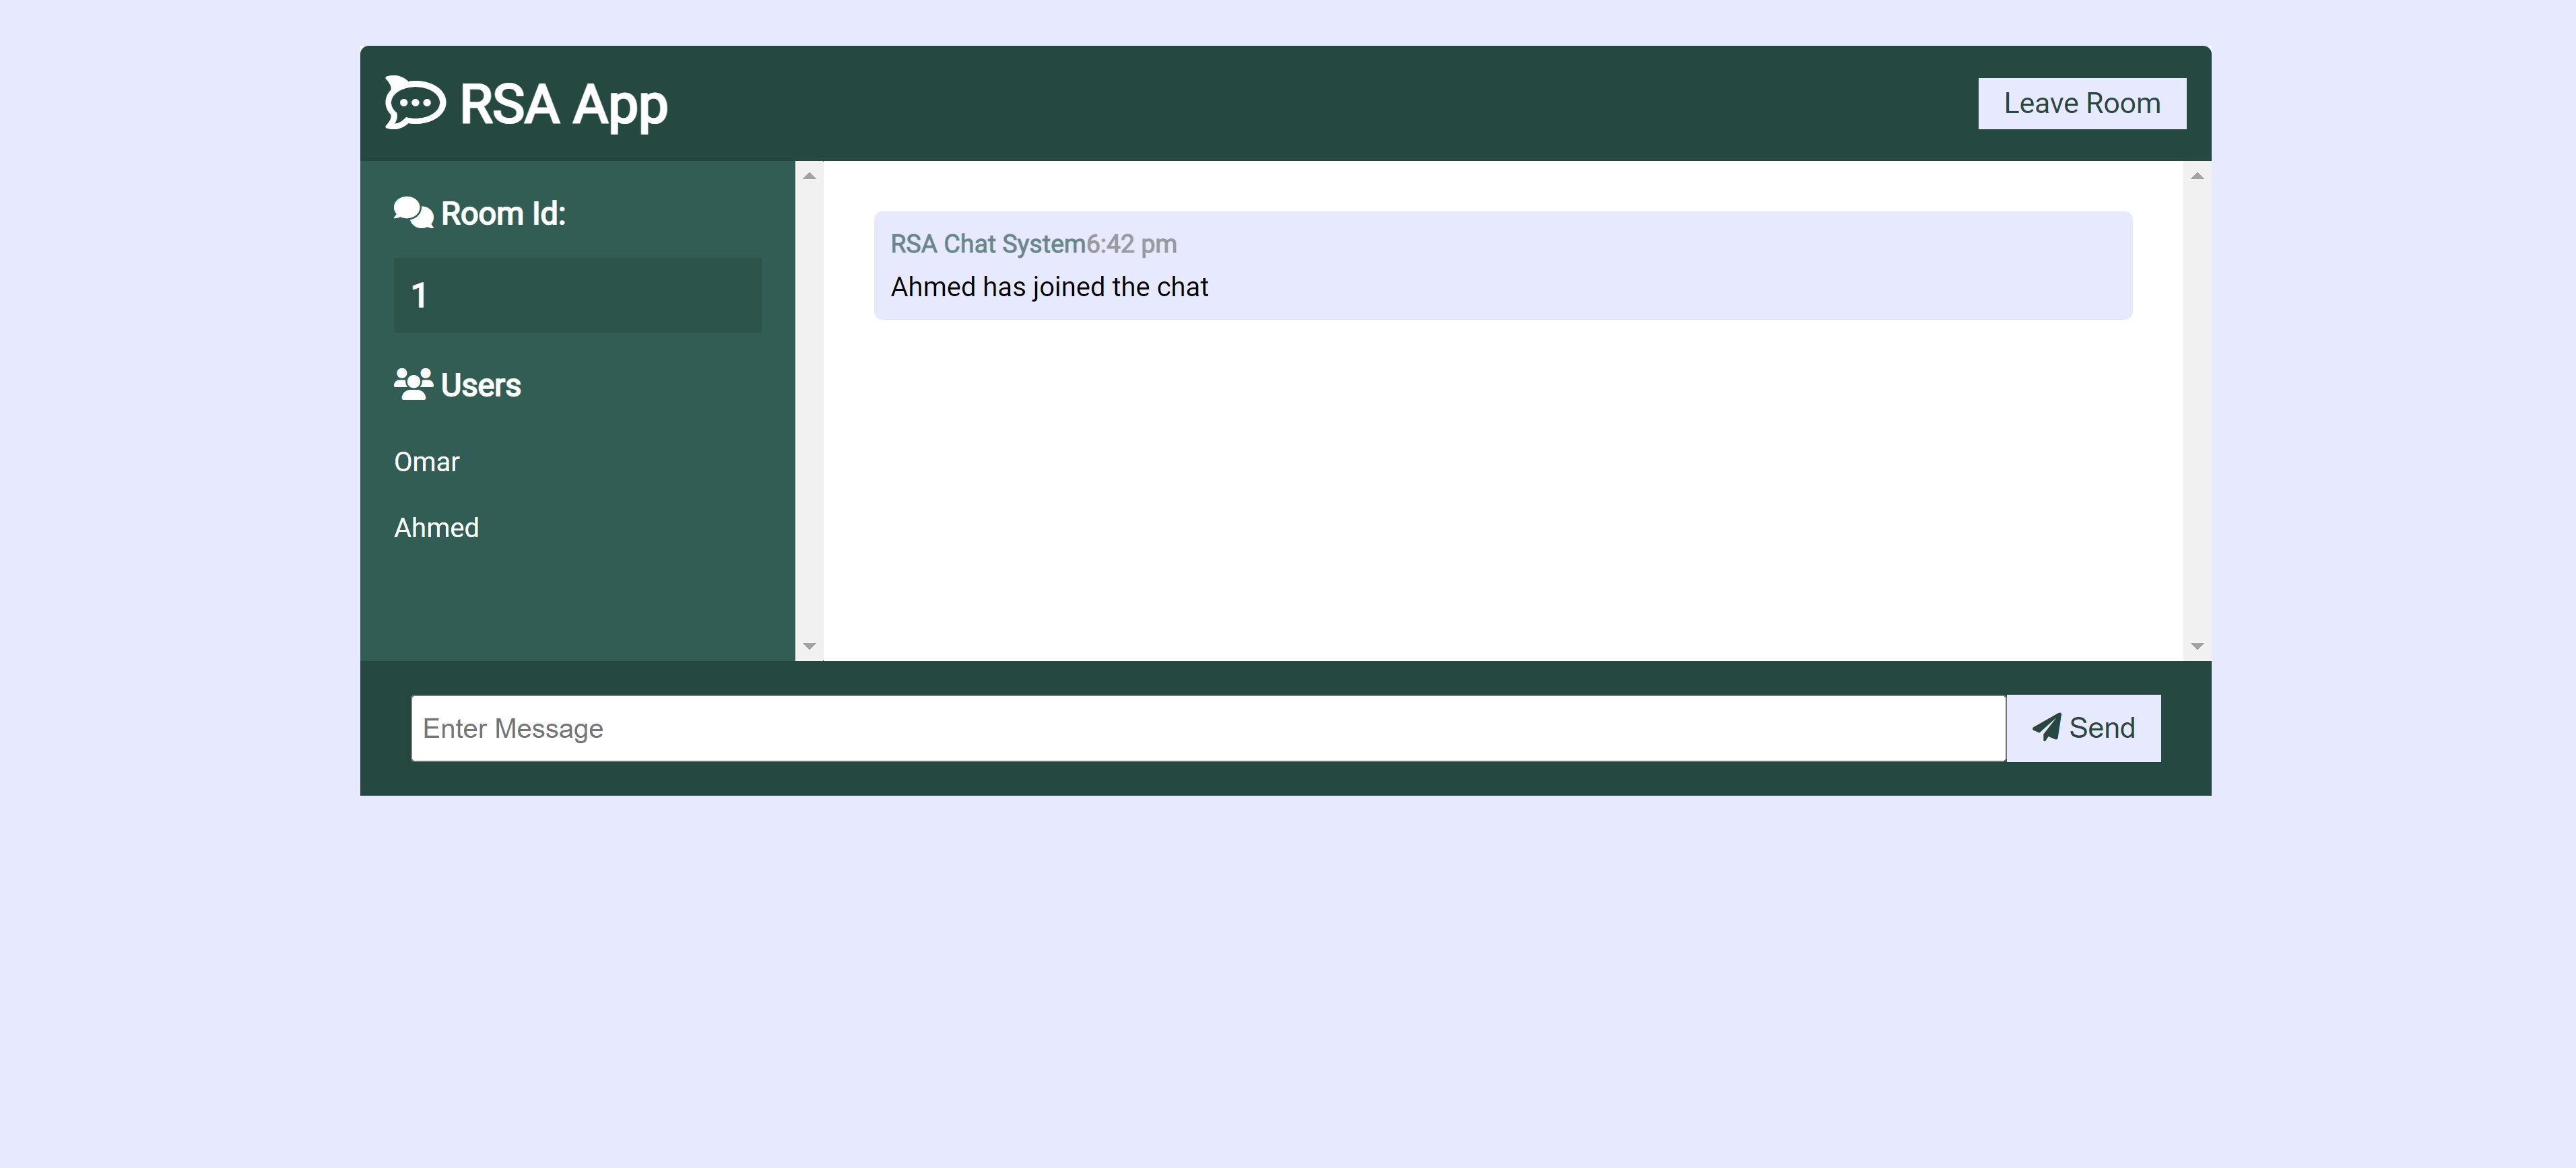 RSA App
Leave Room
Room Id:
1
Users
Omar
Ahmed
RSA Chat System6:42 pm
Ahmed has joined the chat
Enter Message
Send